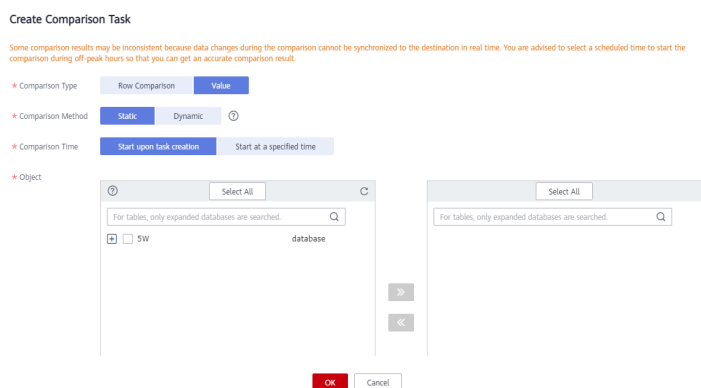 Create Comparison Task
Some comparison results may be inconsistent because data changes during the comparison cannot be synchronized to the destination in real time. You are advised to select a scheduled time to start the
comparison during off-peak hours so that you can get an accurate comparison result.
* Comparison Type Row Comparison Value
* Comparison Method Static Dynamic ?
* Comparison Time Start upon task creation Start at a specified time
* Object
? Select All Select All
For tables, only expanded databases are searched. For tables, only expanded databases are searched.
5W database
OK Cancel